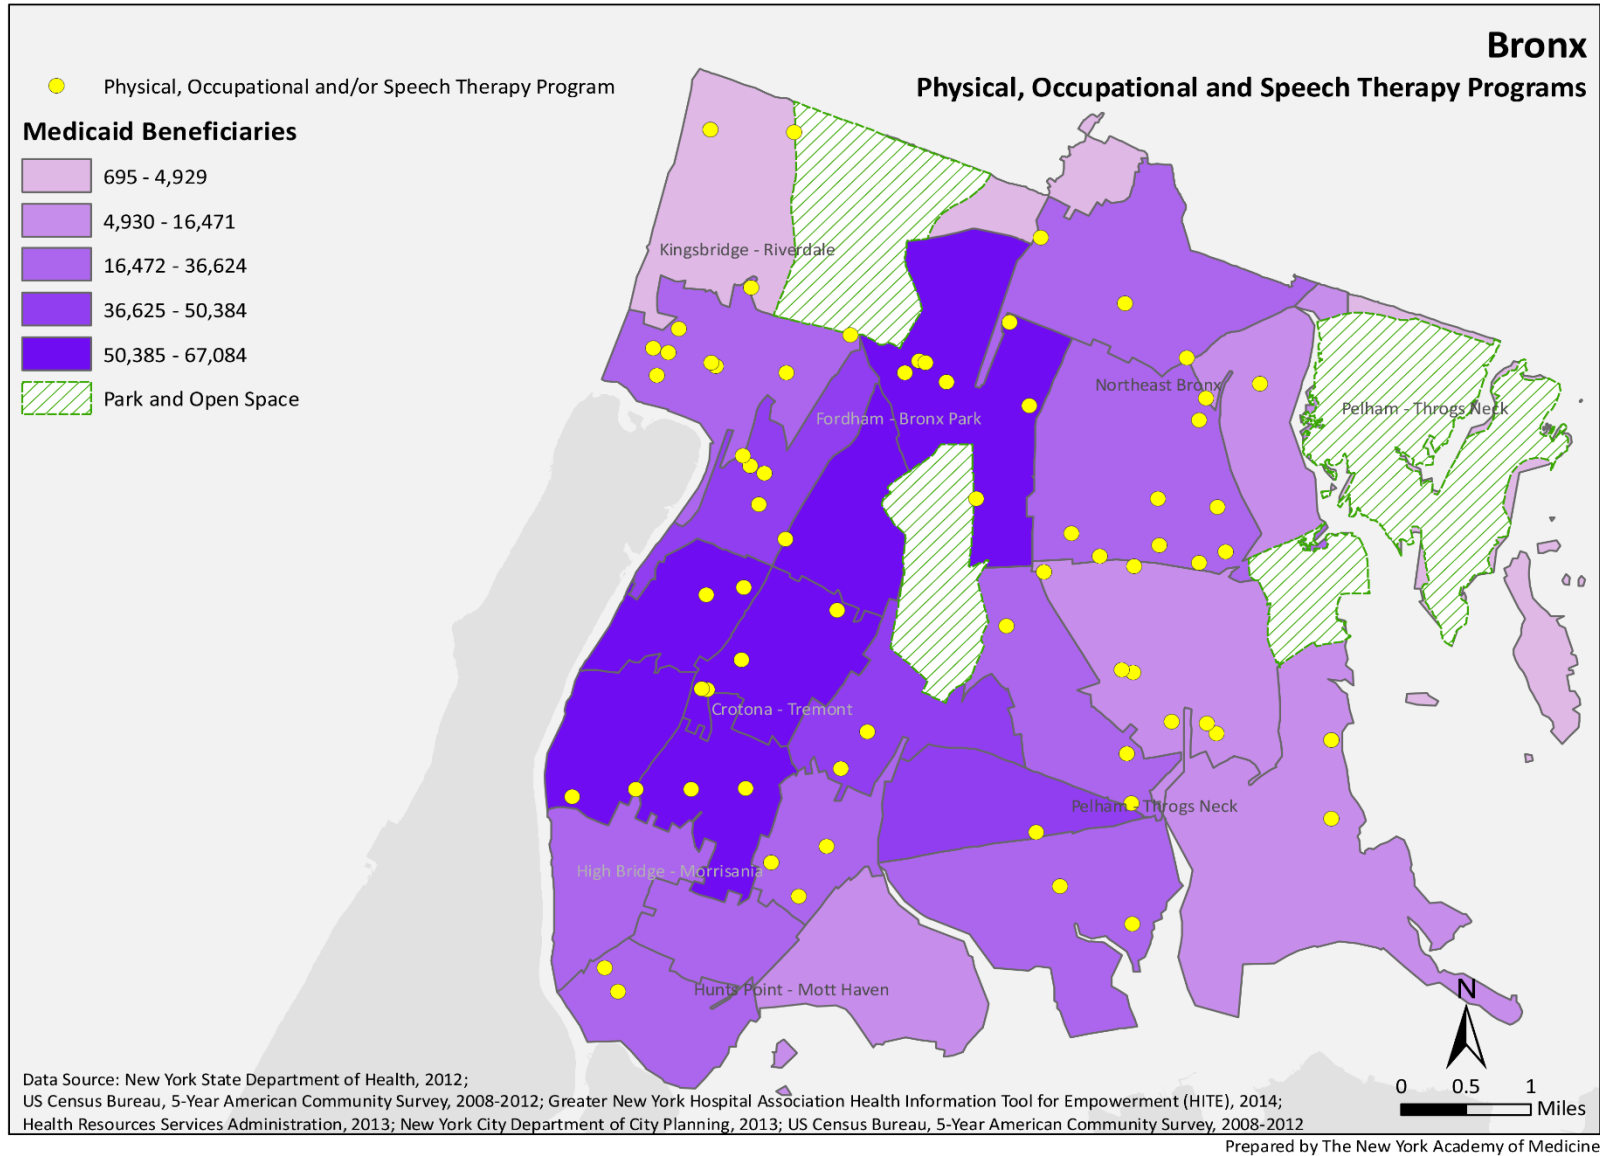 Bronx
Physical, Occupational and Speech Therapy Programs
Physical, Occupational and/or Speech Therapy Program
Medicaid Beneficiaries
695 - 4,929
4,930 - 16,471
16,472 - 36,624
36,625 - 50,384
50,385 - 67,084
Park and Open Space
Kingsbridge - Riverdale
Northeast Bronx
Pelham - Throgs Neck
Fordham - Bronx Park
Crotona - Tremont
Pelham - Throgs Neck
High Bridge - Morrisania
Hunts Point - Mott Haven
N
0 0.5 1
Miles
Data Source: New York State Department of Health, 2012;
US Census Bureau, 5-Year American Community Survey, 2008-2012; Greater New York Hospital Association Health Information Tool for Empowerment (HITE), 2014;
Health Resources Services Administration, 2013; New York City Department of City Planning, 2013; US Census Bureau, 5-Year American Community Survey, 2008-2012
Prepared by The New York Academy of Medicine